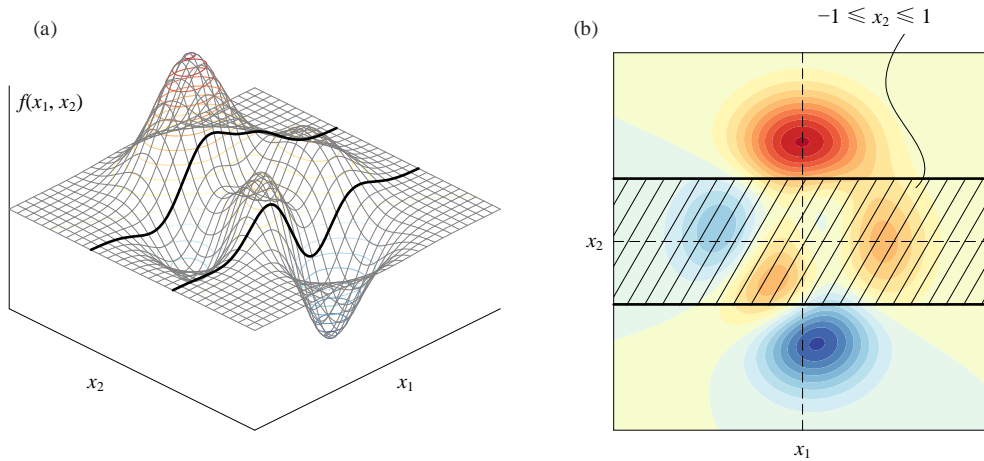 (a)
f(x₁, x₂)
x₂
x₁
(b)
−1 ⩽ x₂ ⩽ 1
x₂
x₁